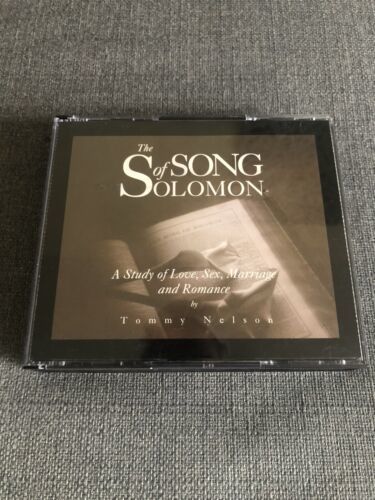 The
SONG
of
SOLOMON
A Study of Love, Sex, Marriage
and Romance
by
Tommy Nelson